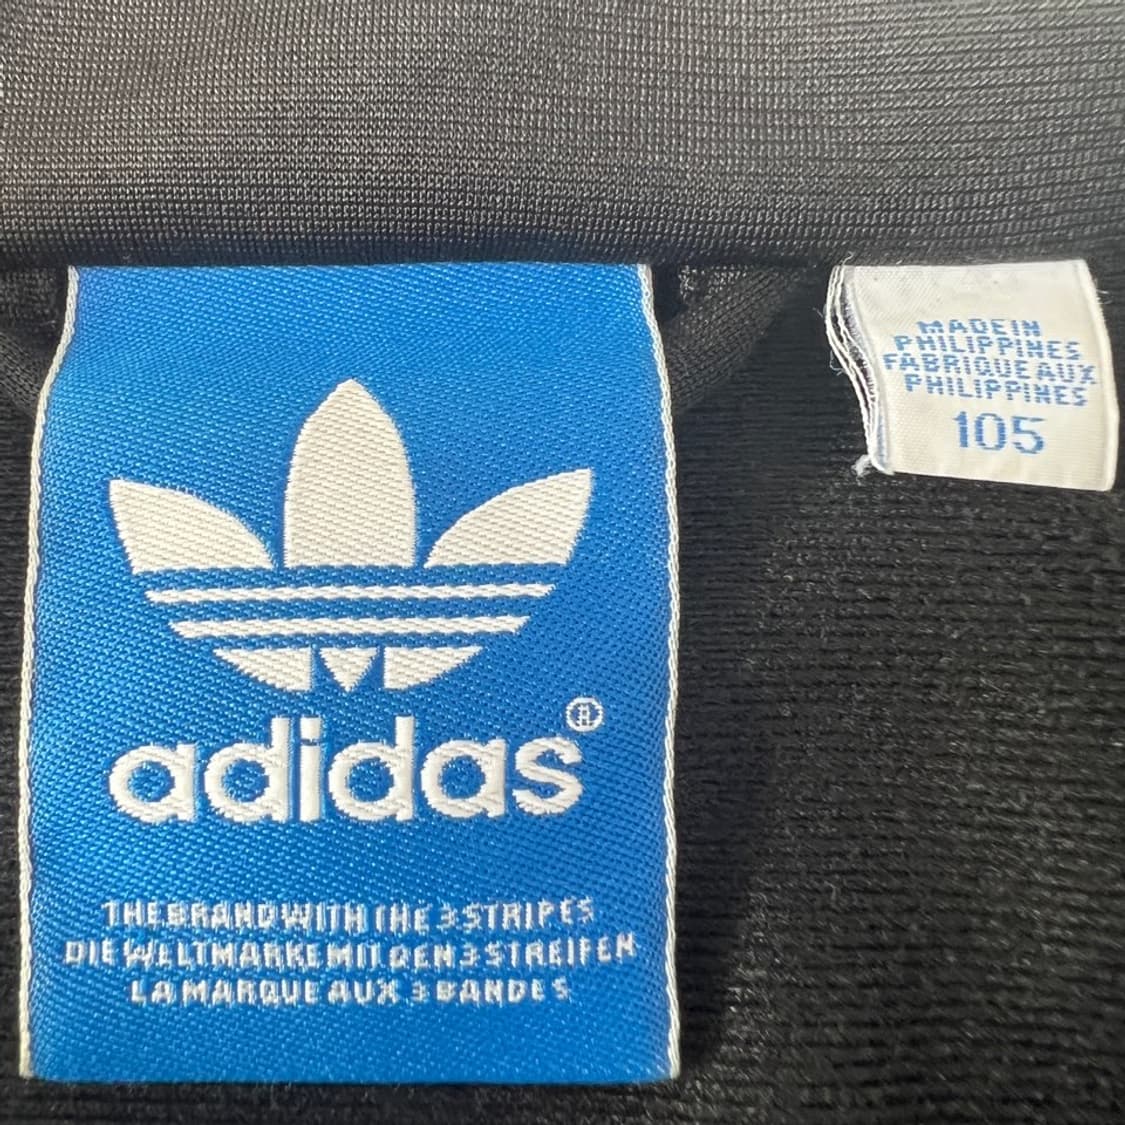 adidas®
THE BRAND WITH THE 3 STRIPES
DIE WELTMARKE MIT DEN 3 STREIFEN
LA MARQUE AUX 3 BANDES
MADE IN
PHILIPPINES
FABRIQUE AUX
PHILIPPINES
105